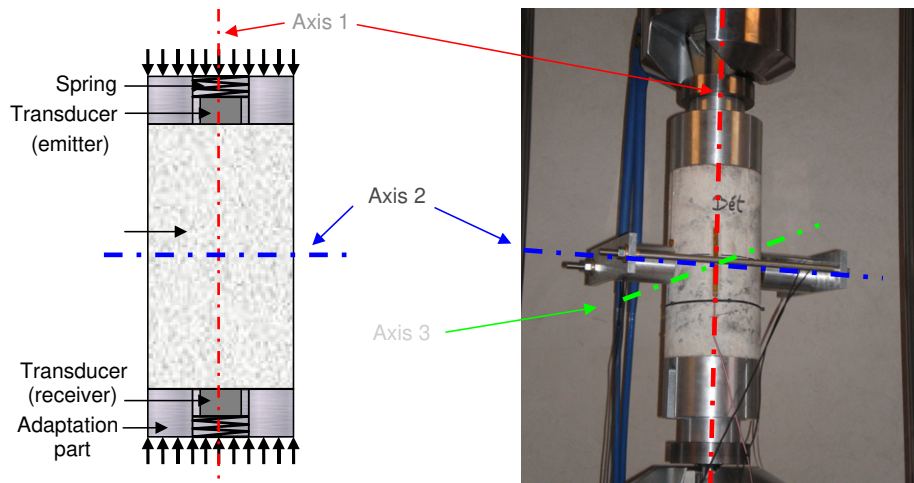 Axis 1
Spring
Transducer
(emitter)
Axis 2
Dét
Axis 3
Transducer
(receiver)
Adaptation
part